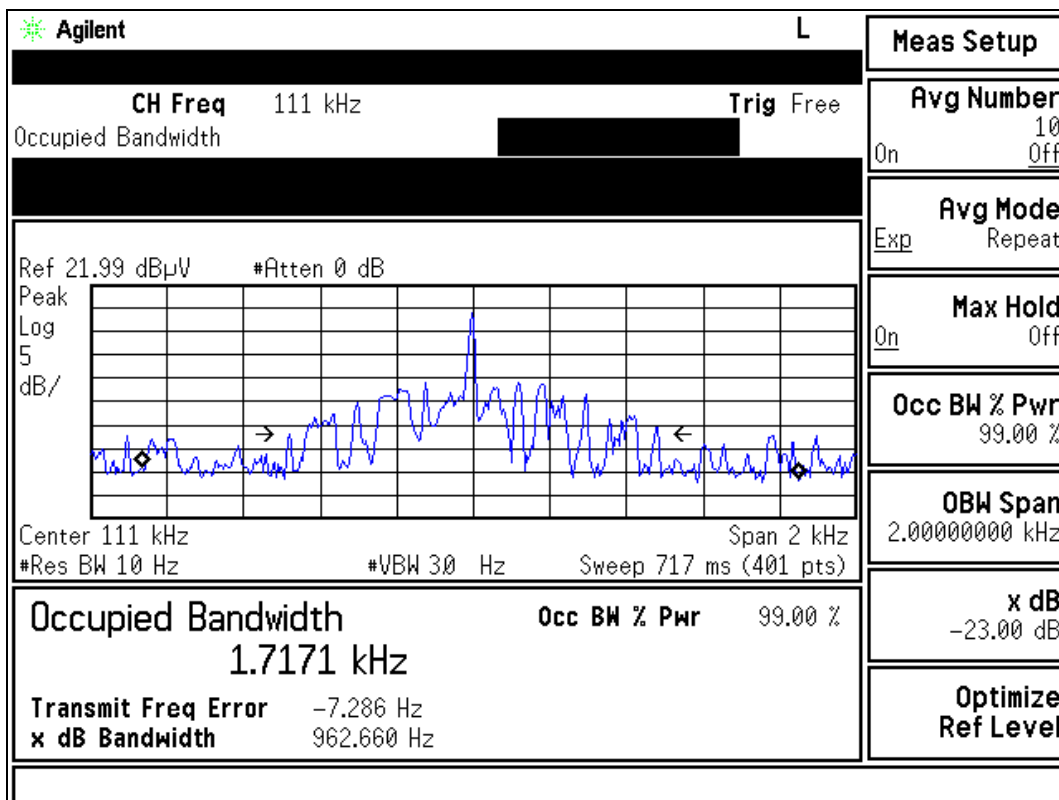 Agilent
L
CH Freq 111 kHz
Trig Free
Occupied Bandwidth
Ref 21.99 dBµV #Atten 0 dB
Peak
Log
5
dB/
Center 111 kHz Span 2 kHz
#Res BW 10 Hz #VBW 30 Hz Sweep 717 ms (401 pts)
Occupied Bandwidth
1.7171 kHz
Occ BW % Pwr 99.00 %
Transmit Freq Error -7.286 Hz
x dB Bandwidth 962.660 Hz
Meas Setup
Avg Number
10
On Off
Avg Mode
Exp Repeat
Max Hold
On Off
Occ BW % Pwr
99.00 %
OBW Span
2.00000000 kHz
x dB
-23.00 dB
Optimize
Ref Level